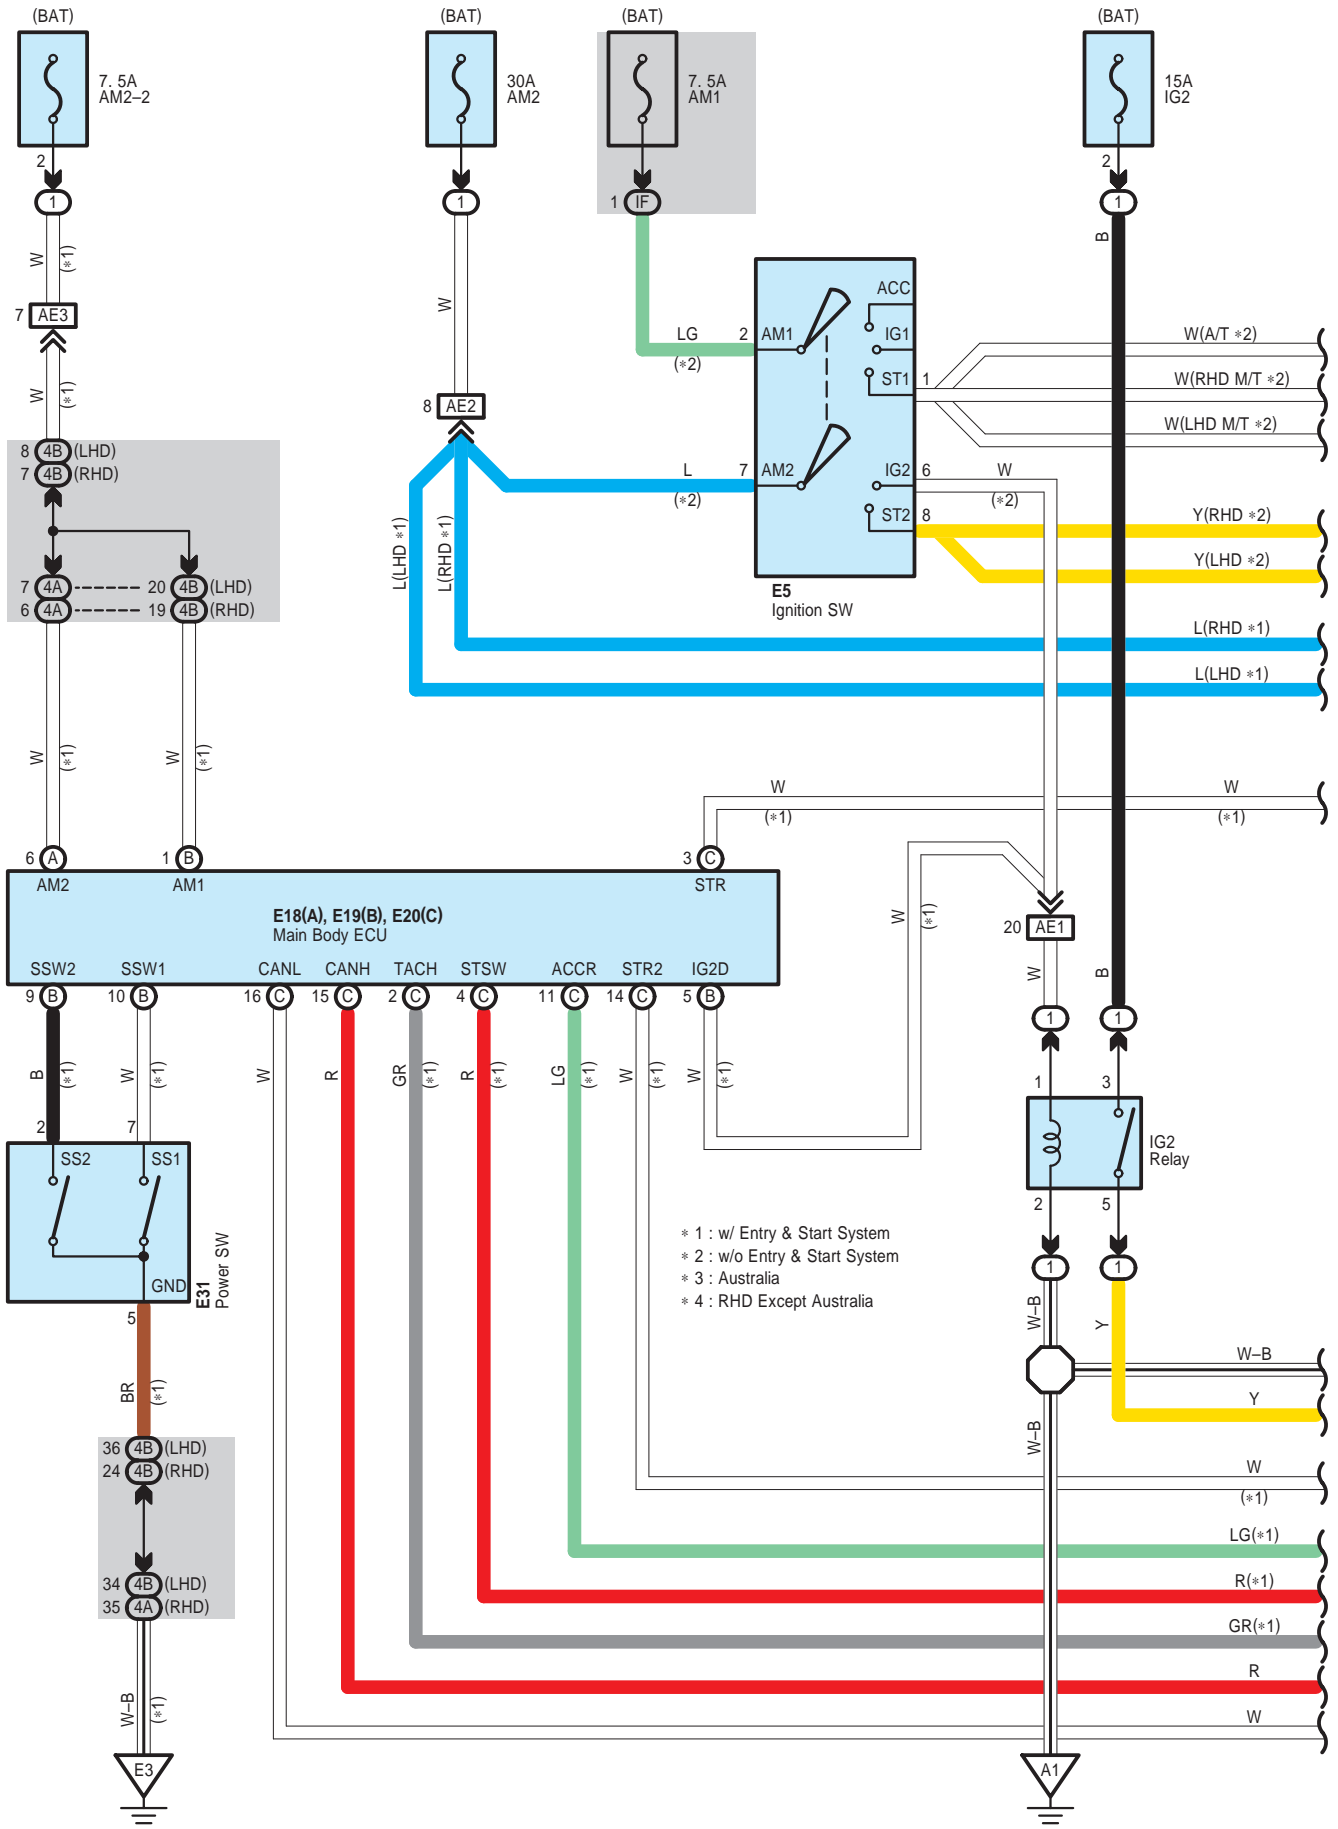 (BAT) (BAT) (BAT) (BAT)
7. 5A
AM2–2
30A
AM2
7. 5A
AM1
15A
IG2
2 2
1 1 1 IF 1
W (∗1)
B
7 AE3
W
ACC
LG
(∗2)
2 AM1 IG1
W(A/T ∗2)
W (∗1)
8 AE2
ST1 1
W(RHD M/T ∗2)
W(LHD M/T ∗2)
8 4B (LHD)
7 4B (RHD)
L
(∗2)
7 AM2 IG2 6
W
(∗2)
ST2 8
Y(RHD ∗2)
L(LHD ∗1)
L(RHD ∗1)
Y(LHD ∗2)
7 4A 20 4B (LHD)
6 4A 19 4B (RHD)
E5
Ignition SW
L(RHD ∗1)
L(LHD ∗1)
W (∗1) W (∗1)
W
(∗1)
W
(∗1)
6 A 1 B 3 C
AM2 AM1 STR
E18(A), E19(B), E20(C)
Main Body ECU
W (∗1)
20 AE1
SSW2 SSW1 CANL CANH TACH STSW ACCR STR2 IG2D
9 B 10 B 16 C 15 C 2 C 4 C 11 C 14 C 5 B
W B
1 1
B (∗1) W (∗1) W R GR (∗1) R (∗1) LG (∗1) W (∗1) W (∗1)
1 3
2 7
SS2 SS1
IG2
Relay
2 5
GND
E31
Power SW
∗ 1 : w/ Entry & Start System
∗ 2 : w/o Entry & Start System
∗ 3 : Australia
∗ 4 : RHD Except Australia
1 1
5
W–B Y
W–B
BR (∗1)
Y
W–B
36 4B (LHD)
24 4B (RHD)
W
(∗1)
LG(∗1)
34 4B (LHD)
35 4A (RHD)
R(∗1)
GR(∗1)
R
W–B (∗1)
W
E3 A1